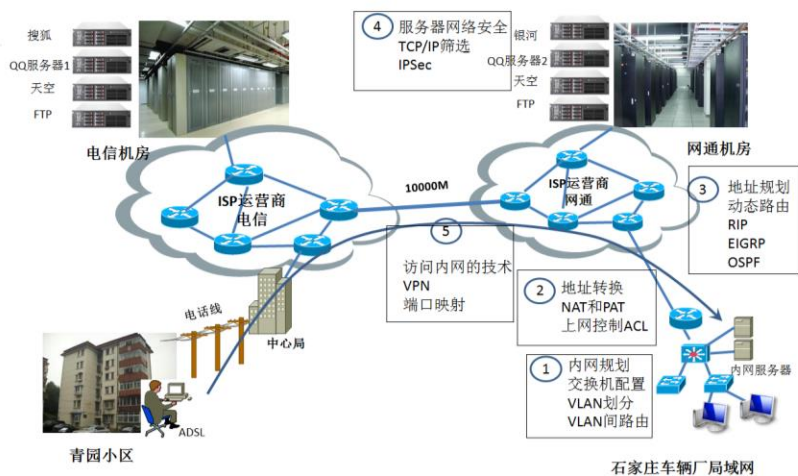 搜狐
QQ服务器1
天空
FTP
电信机房
4
服务器网络安全
TCP/IP筛选
IPSec
银河
QQ服务器2
天空
FTP
网通机房
ISP运营商
电信
10000M
ISP运营商
网通
3
地址规划
动态路由
RIP
EIGRP
OSPF
5
访问内网的技术
VPN
端口映射
2
地址转换
NAT和PAT
上网控制ACL
1
内网规划
交换机配置
VLAN划分
VLAN间路由
电话线
中心局
内网服务器
ADSL
青园小区
石家庄车辆厂局域网